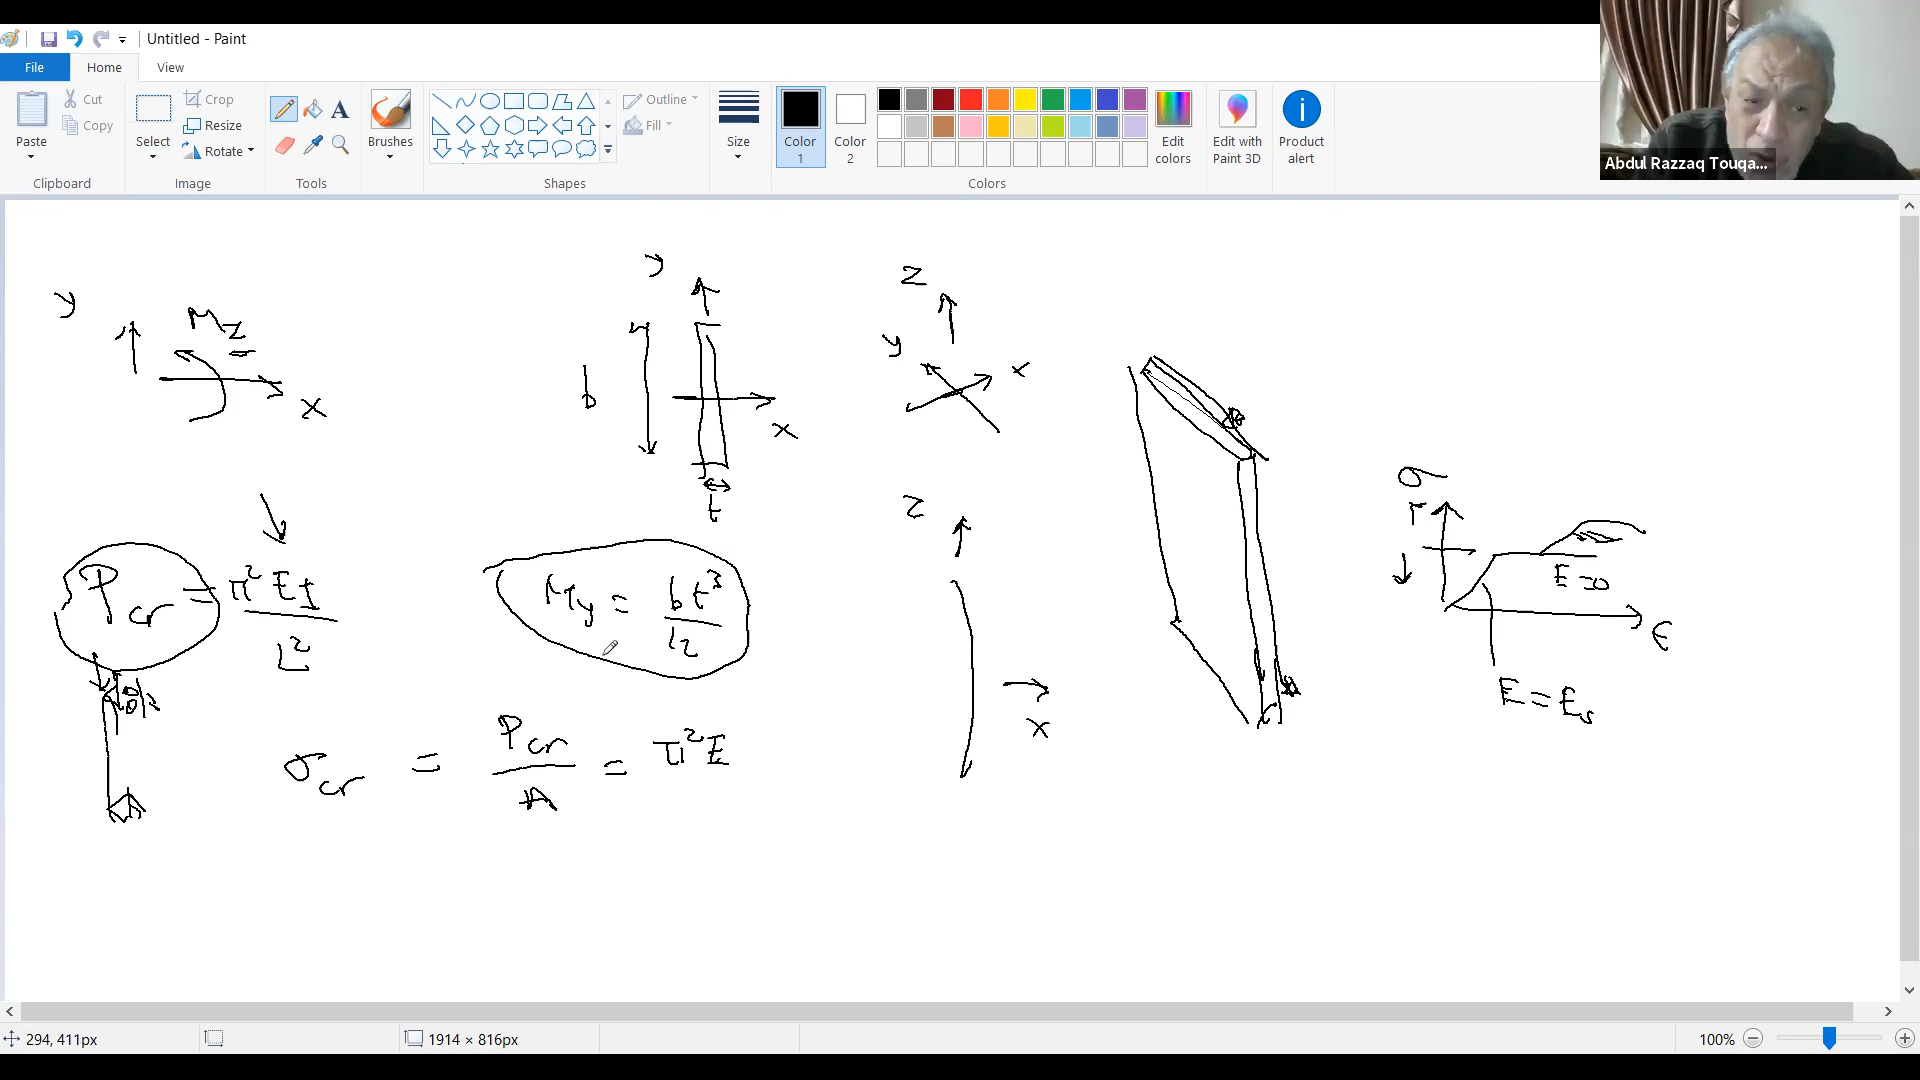 Untitled - Paint
File
Home
View
Paste
Cut
Copy
Clipboard
Select
Crop
Resize
Rotate
Image
Tools
A
Brushes
Shapes
Outline
Fill
Size
Color 1
Color 2
Edit colors
Colors
Edit with Paint 3D
Product alert
Abdul Razzaq Touqa...
y
Mz
x
y
b
x
t
z
y
x
Pcr = π²EI / L²
My = bt³ / 12
z
x
σ
E=0
ε
E = Es
σcr = Pcr / A = π²E
294, 411px
1914 × 816px
100%